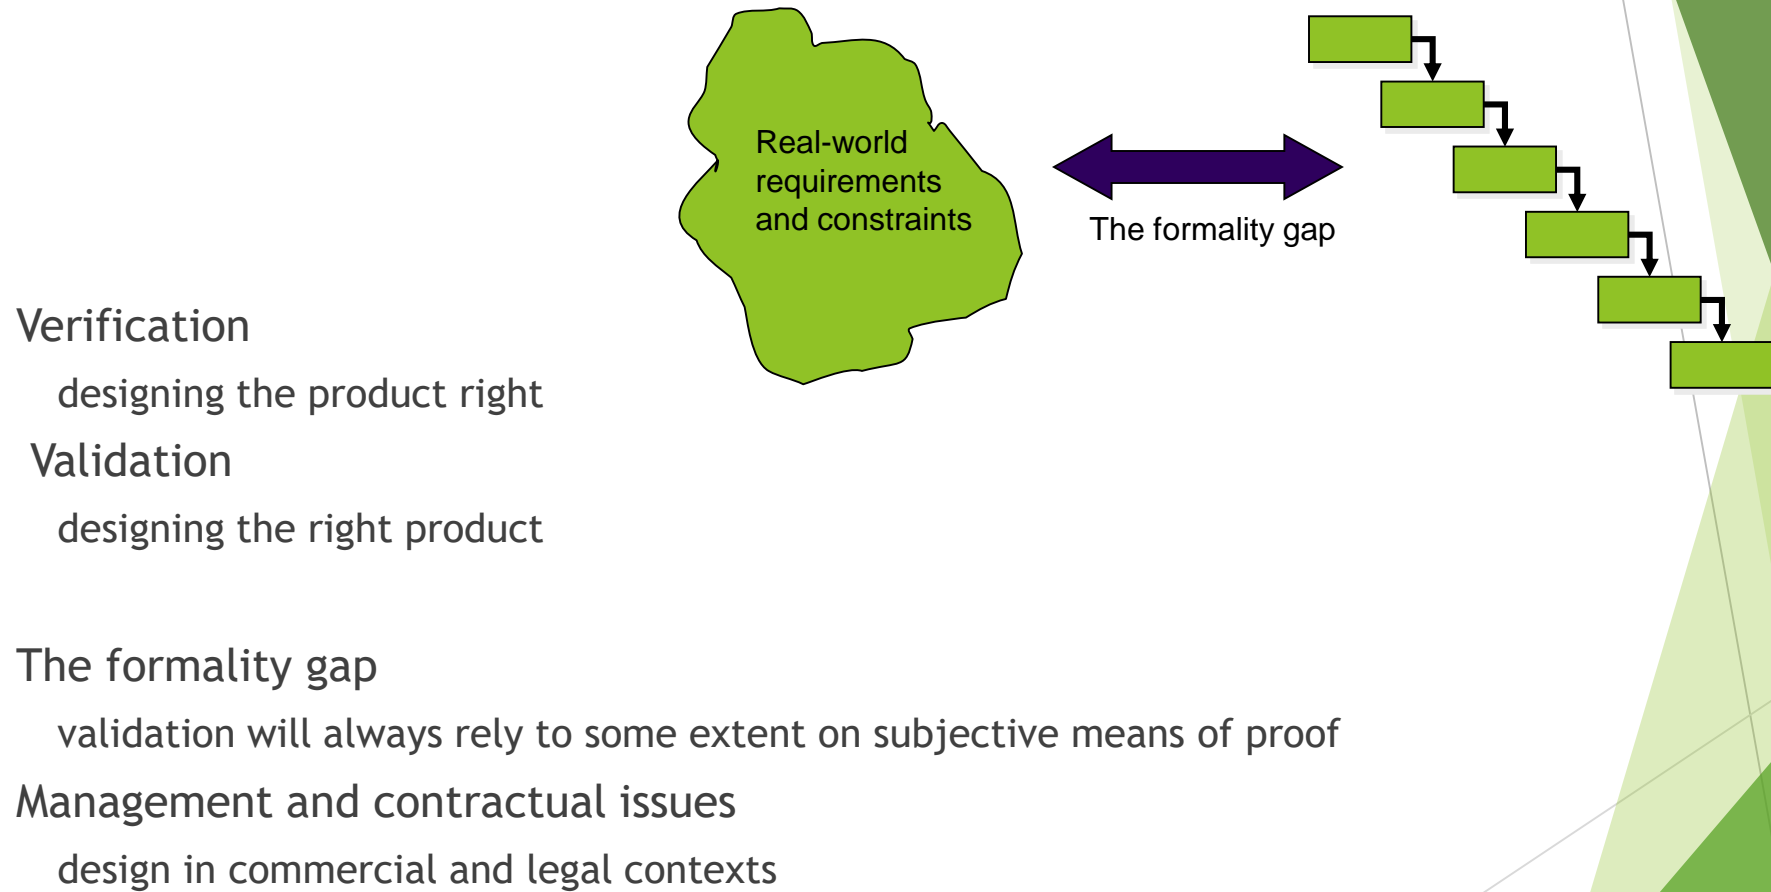 Real-world
requirements
and constraints
The formality gap
Verification
designing the product right
Validation
designing the right product
The formality gap
validation will always rely to some extent on subjective means of proof
Management and contractual issues
design in commercial and legal contexts